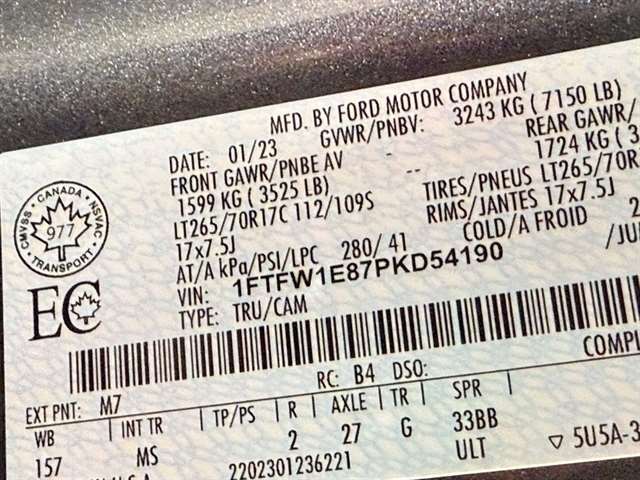 MFD. BY FORD MOTOR COMPANY
DATE: 01/23 GVWR/PNBV: 3243 KG ( 7150 LB)
FRONT GAWR/PNBE AV -- REAR GAWR/
1599 KG ( 3525 LB) 1724 KG ( 3
LT265/70R17C 112/109S TIRES/PNEUS LT265/70R
17x7.5J RIMS/JANTES 17x7.5J
AT/A kPa/PSI/LPC 280/ 41 COLD/A FROID
VIN: 1FTFW1E87PKD54190
TYPE: TRU/CAM
CMVSS • CANADA • NSVAC
977
• TRANSPORT •
EC
RC: B4 DSO:
EXT PNT: M7
WB | INT TR | TP/PS | R | AXLE | TR | SPR |
157 MS 2 27 G 33BB
2202301236221 ULT ▽ 5U5A-3